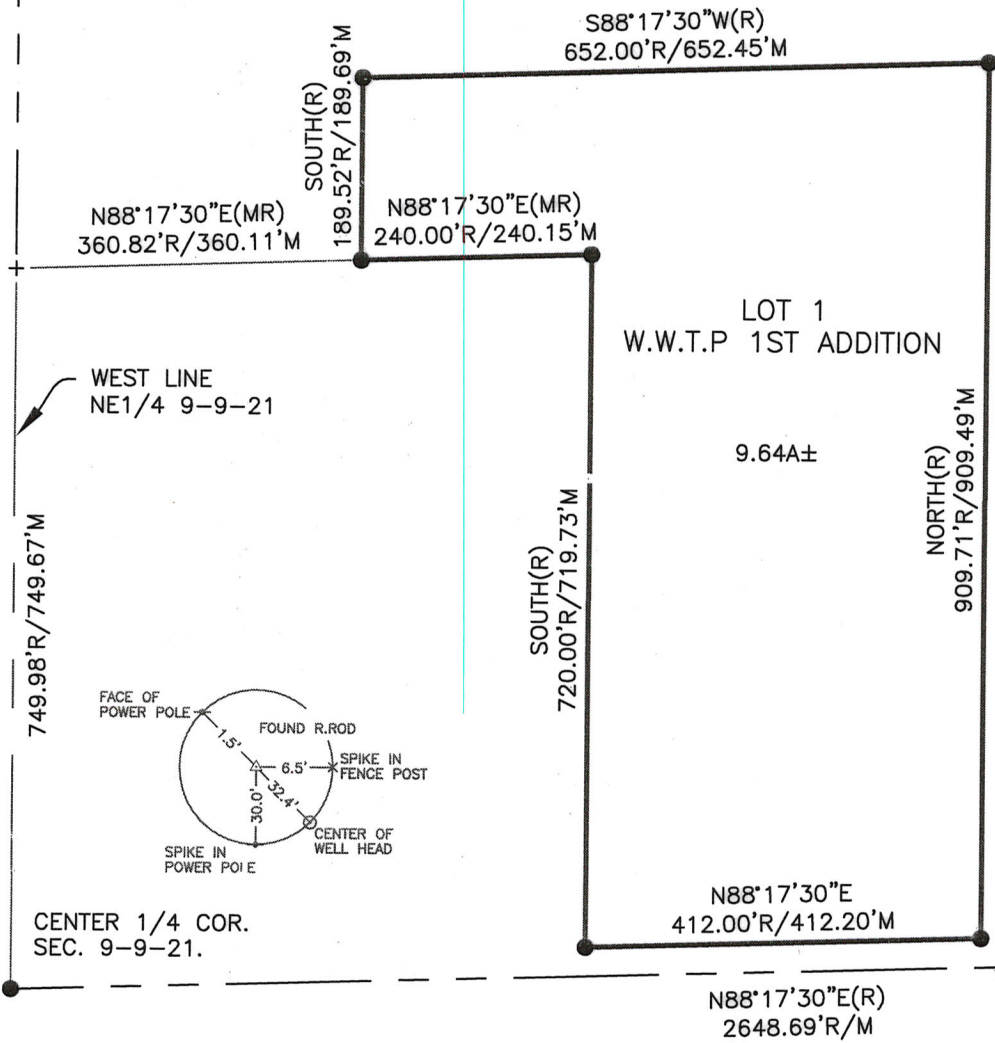 S88°17'30"W(R)
652.00'R/652.45'M
SOUTH(R)
189.52'R/189.69'M
N88°17'30"E(MR)
360.82'R/360.11'M
N88°17'30"E(MR)
240.00'R/240.15'M
LOT 1
W.W.T.P 1ST ADDITION
9.64A±
WEST LINE
NE1/4 9-9-21
749.98'R/749.67'M
SOUTH(R)
720.00'R/719.73'M
NORTH(R)
909.71'R/909.49'M
FACE OF
POWER POLE
FOUND R.ROD
1.5'
6.5'
SPIKE IN
FENCE POST
30.0'
32.4'
CENTER OF
WELL HEAD
SPIKE IN
POWER POLE
CENTER 1/4 COR.
SEC. 9-9-21.
N88°17'30"E
412.00'R/412.20'M
N88°17'30"E(R)
2648.69'R/M